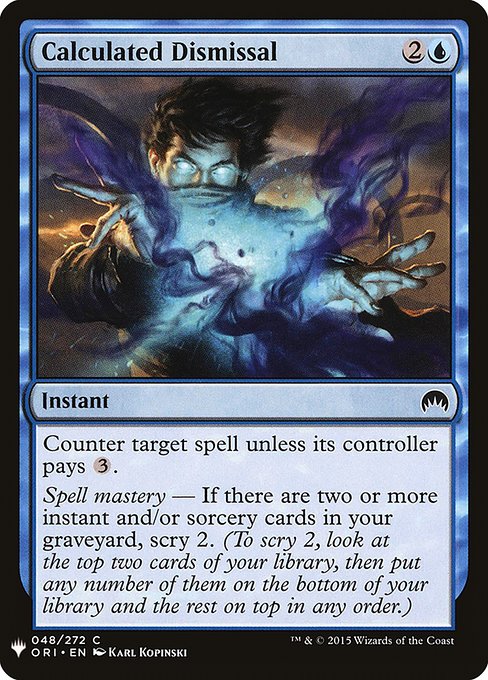 Calculated Dismissal 2
Instant
Counter target spell unless its controller
pays 3.
Spell mastery — If there are two or more
instant and/or sorcery cards in your
graveyard, scry 2. (To scry 2, look at
the top two cards of your library, then put
any number of them on the bottom of your
library and the rest on top in any order.)
048/272 C
ORI • EN KARL KOPINSKI
™ & © 2015 Wizards of the Coast